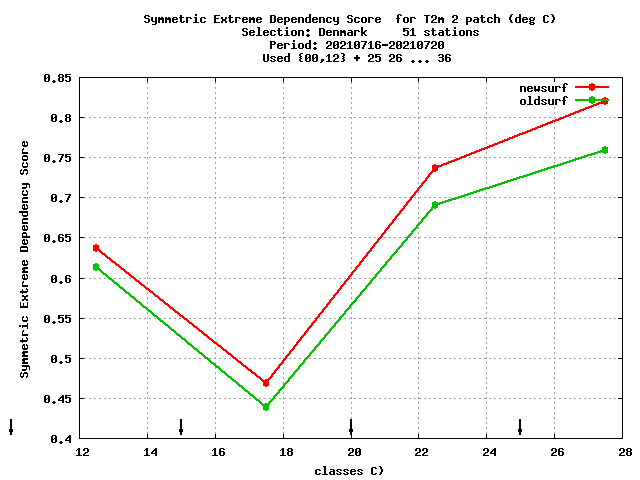 Symmetric Extreme Dependency Score  for T2m 2 patch (deg C)
Selection: Denmark     51 stations
Period: 20210716-20210720
Used {00,12} + 25 26 ... 36
newsurf
oldsurf
0.85
0.8
0.75
0.7
0.65
0.6
0.55
0.5
0.45
0.4
Symmetric Extreme Dependency Score
12 14 16 18 20 22 24 26 28
classes C)